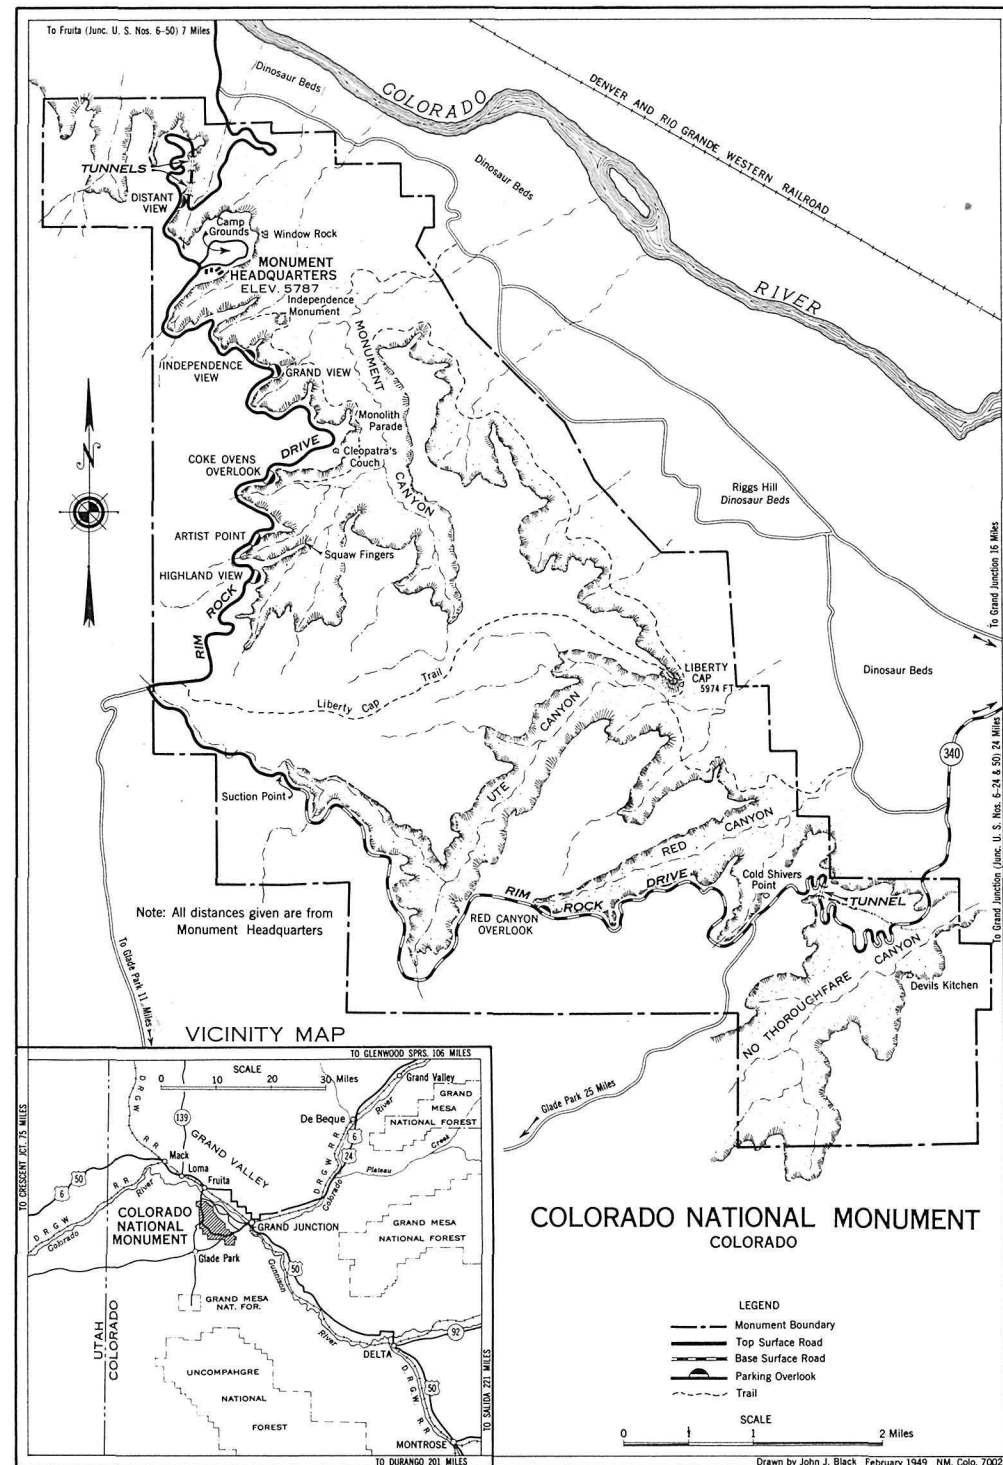 To Fruita (Junc. U. S. Nos. 6-50) 7 Miles
Dinosaur Beds
COLORADO
DENVER AND RIO GRANDE WESTERN RAILROAD
Dinosaur Beds
TUNNELS
DISTANT
VIEW
Camp
Grounds
Window Rock
MONUMENT
HEADQUARTERS
ELEV. 5787
RIVER
Independence
Monument
MONUMENT
INDEPENDENCE
VIEW
GRAND VIEW
Monolith
Parade
DRIVE
Cleopatra's
Couch
COKE OVENS
OVERLOOK
N
CANYON
Riggs Hill
Dinosaur Beds
ARTIST POINT
Squaw Fingers
HIGHLAND VIEW
ROCK
RIM
To Grand Junction 16 Miles
LIBERTY
CAP
5974 FT
Dinosaur Beds
Liberty Cap Trail
CANYON
UTE
340
Suction Point
To Grand Junction (Junc. U. S. Nos. 6-24 & 50) 24 Miles
RED CANYON
Cold Shivers
Point
RIM ROCK DRIVE
TUNNEL
RED CANYON
OVERLOOK
Note: All distances given are from
Monument Headquarters
To Glade Park 11 Miles
Devils Kitchen
NO THOROUGHFARE CANYON
Glade Park 25 Miles
VICINITY MAP
TO GLENWOOD SPRS. 106 MILES
SCALE
0 10 20 30 Miles
TO CRESCENT JCT. 75 MILES
D. R. G. W. R R
139
GRAND VALLEY
Grand Valley
De Beque
River
GRAND
MESA
NATIONAL FOREST
6
24
Plateau Creek
D. R. G. W. R R
Colorado
Mack
Loma
Fruita
6
50
D. R. G. W. R R
River
Colorado
COLORADO
NATIONAL
MONUMENT
GRAND JUNCTION
GRAND MESA
NATIONAL FOREST
Glade Park
50
Gunnison
River
GRAND MESA
NAT. FOR.
UTAH
COLORADO
92
DELTA
UNCOMPAHGRE
NATIONAL
FOREST
D. R. G. W. R R
50
MONTROSE
TO SALIDA 221 MILES
TO DURANGO 201 MILES
COLORADO NATIONAL MONUMENT
COLORADO
LEGEND
Monument Boundary
Top Surface Road
Base Surface Road
Parking Overlook
Trail
SCALE
0 1 1 2 Miles
Drawn by John J. Black February 1949 NM. Colo. 7002